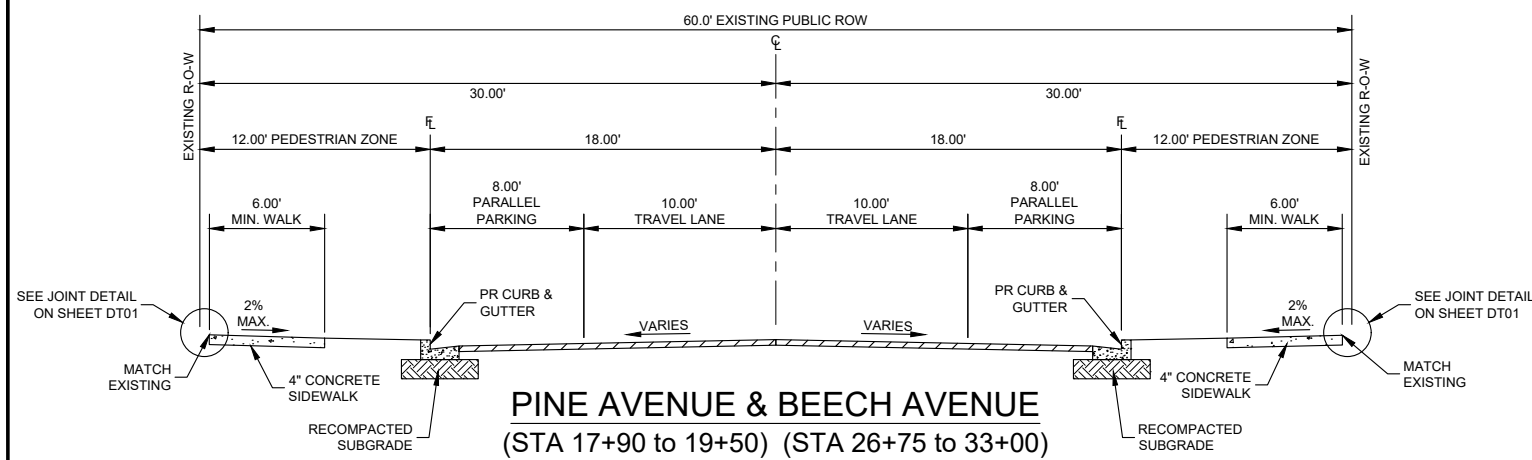 60.0' EXISTING PUBLIC ROW
CL
EXISTING R-O-W
EXISTING R-O-W
30.00'
30.00'
FL
FL
12.00' PEDESTRIAN ZONE
18.00'
18.00'
12.00' PEDESTRIAN ZONE
6.00'
MIN. WALK
8.00'
PARALLEL
PARKING
10.00'
TRAVEL LANE
10.00'
TRAVEL LANE
8.00'
PARALLEL
PARKING
6.00'
MIN. WALK
SEE JOINT DETAIL
ON SHEET DT01
2%
MAX.
PR CURB &
GUTTER
VARIES
VARIES
PR CURB &
GUTTER
2%
MAX.
SEE JOINT DETAIL
ON SHEET DT01
MATCH
EXISTING
4" CONCRETE
SIDEWALK
RECOMPACTED
SUBGRADE
4" CONCRETE
SIDEWALK
MATCH
EXISTING
RECOMPACTED
SUBGRADE
PINE AVENUE & BEECH AVENUE
(STA 17+90 to 19+50) (STA 26+75 to 33+00)